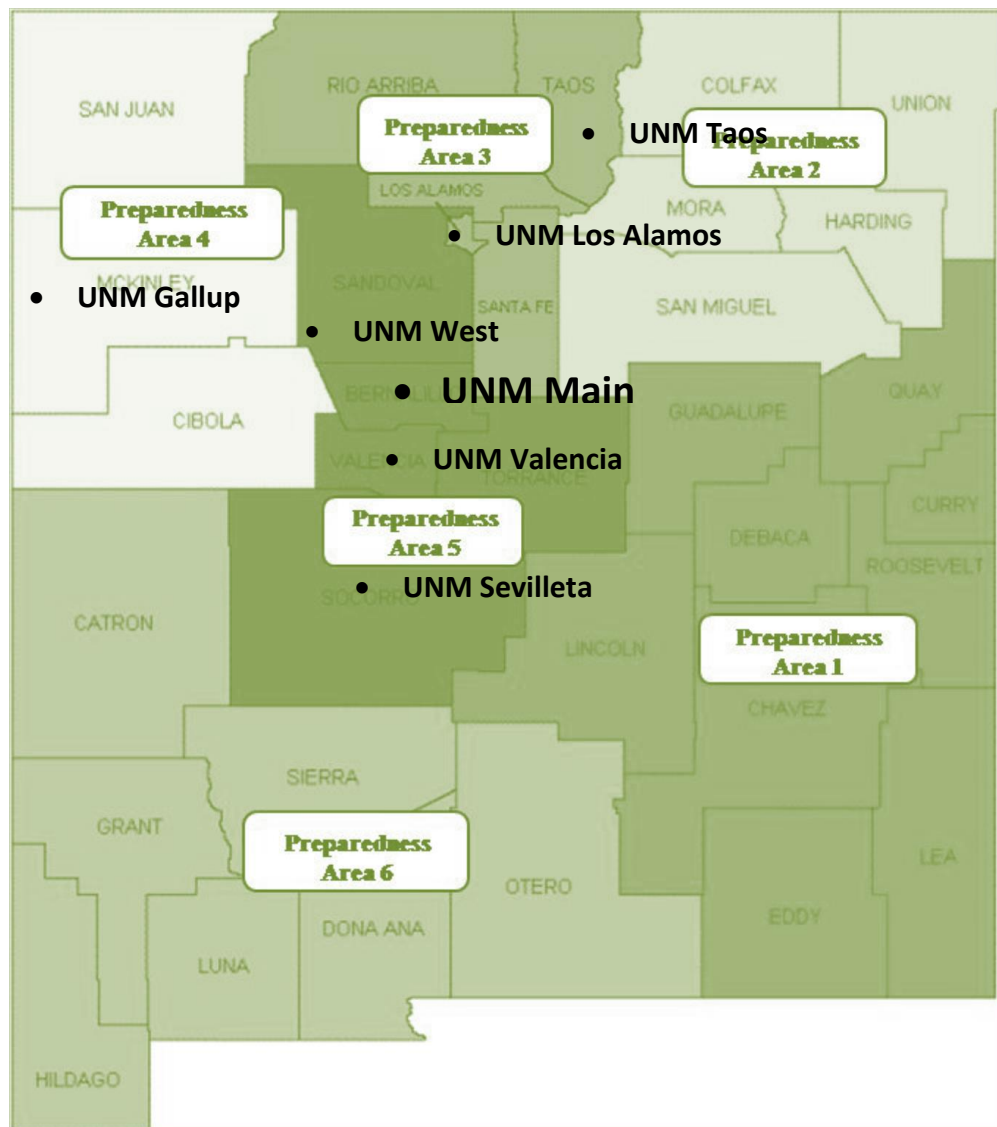 RIO ARRIBA
TAOS
COLFAX
UNION
SAN JUAN
Preparedness
Area 3
• UNM Taos
Preparedness
Area 2
LOS ALAMOS
MORA
HARDING
Preparedness
Area 4
• UNM Los Alamos
MCKINLEY
SANDOVAL
• UNM Gallup
SANTA FE
SAN MIGUEL
• UNM West
BERNALILL
• UNM Main
QUAY
GUADALUPE
CIBOLA
VALENCIA
• UNM Valencia
TORRANCE
CURRY
Preparedness
Area 5
DEBACA
ROOSEVELT
• UNM Sevilleta
SOCORRO
CATRON
LINCOLN
Preparedness
Area 1
CHAVEZ
SIERRA
GRANT
Preparedness
Area 6
LEA
OTERO
EDDY
DONA ANA
LUNA
HILDAGO